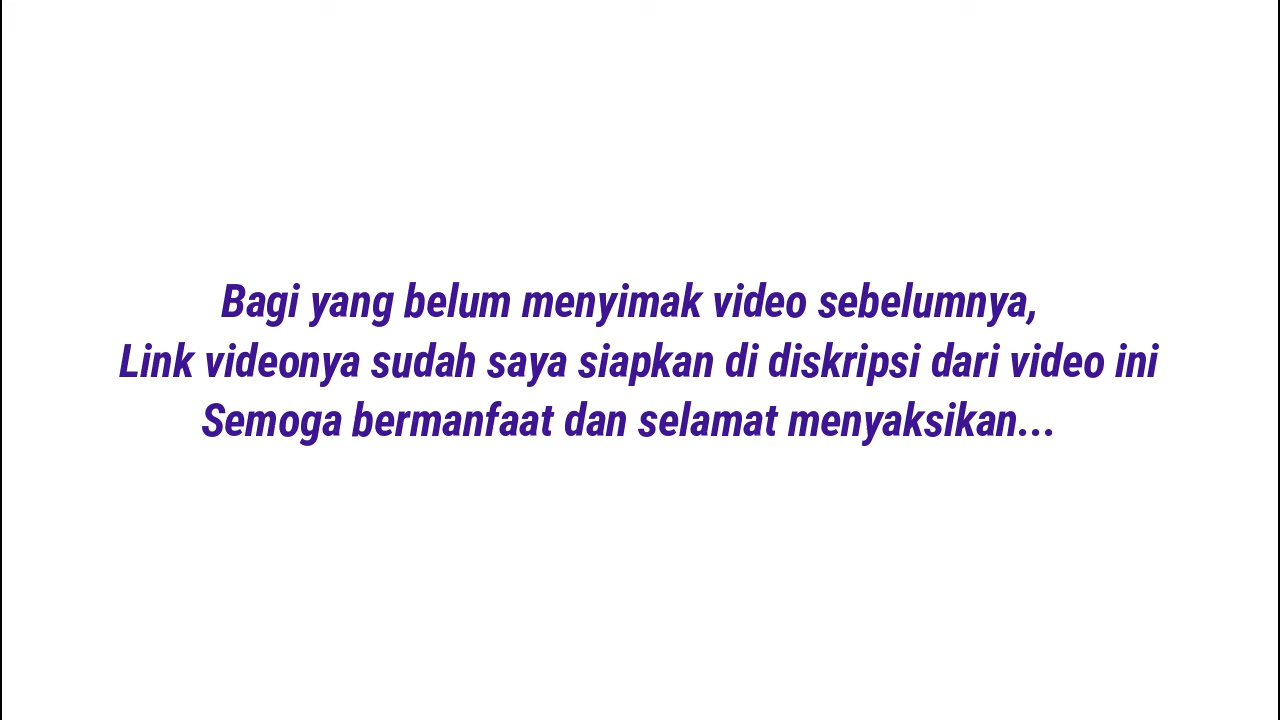 Bagi yang belum menyimak video sebelumnya,
Link videonya sudah saya siapkan di diskripsi dari video ini
Semoga bermanfaat dan selamat menyaksikan...